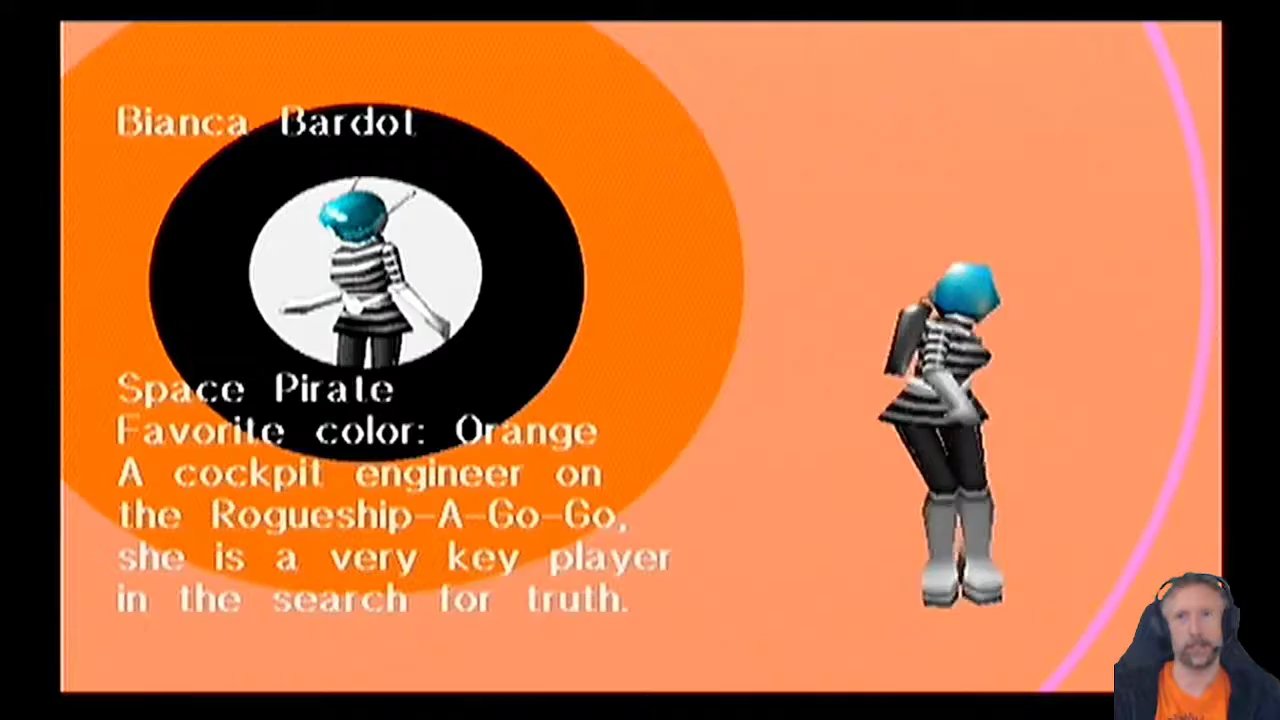 Bianca Bardot
Space Pirate
Favorite color: Orange
A cockpit engineer on
the Rogueship-A-Go-Go,
she is a very key player
in the search for truth.